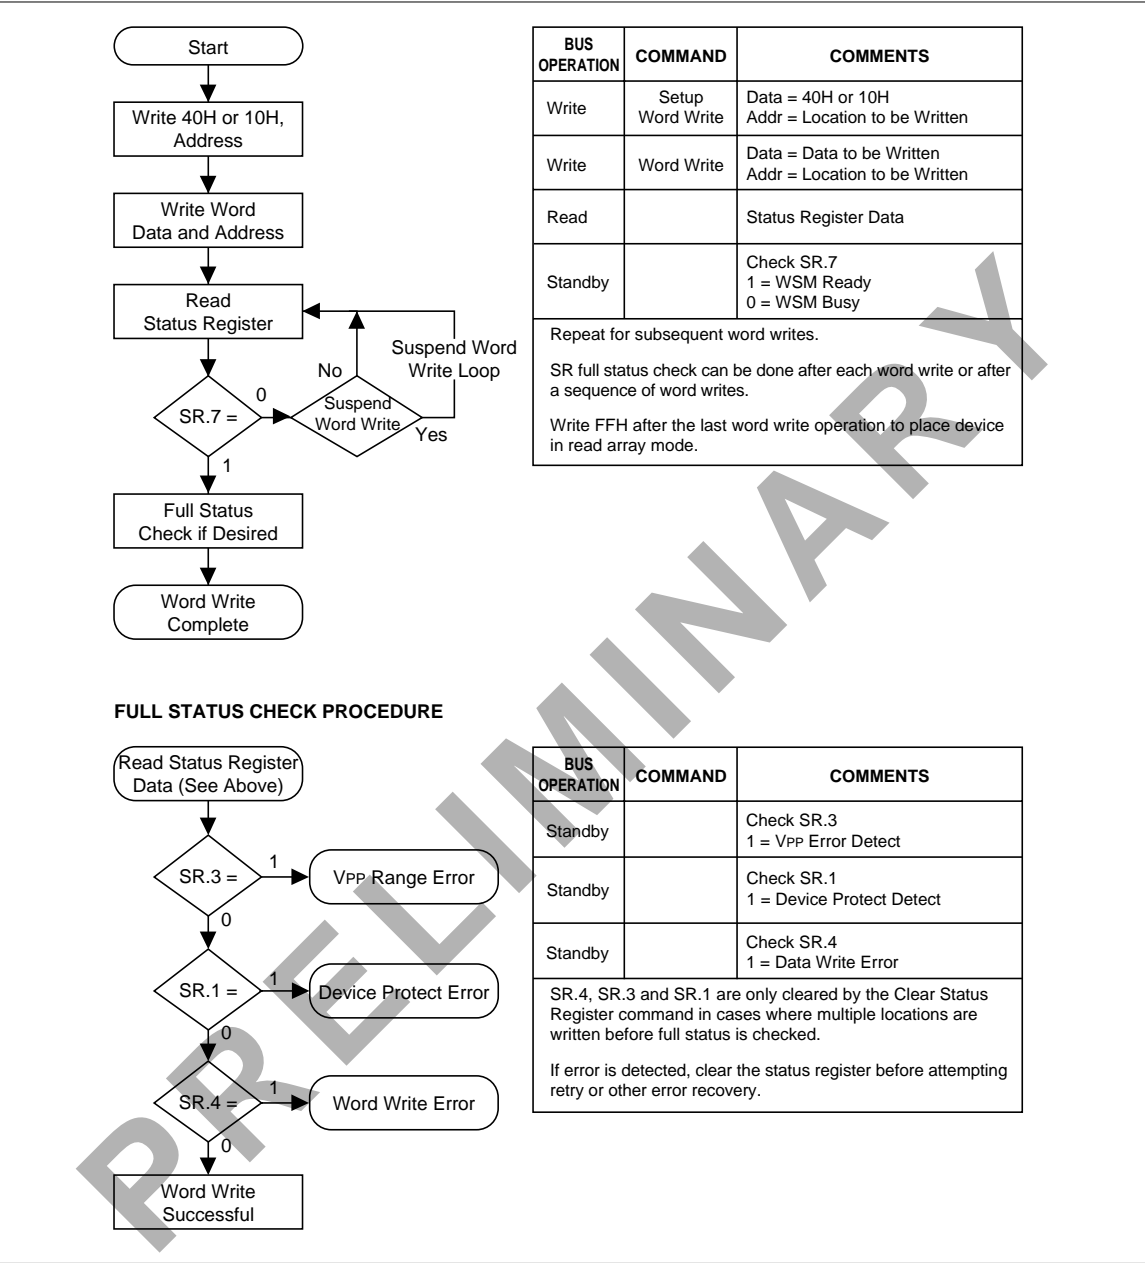 Start
Write 40H or 10H,
Address
Write Word
Data and Address
Read
Status Register
SR.7 =
0
1
Suspend
Word Write
No
Yes
Suspend Word
Write Loop
Full Status
Check if Desired
Word Write
Complete
BUS
OPERATION
COMMAND
COMMENTS
Write
Setup
Word Write
Data = 40H or 10H
Addr = Location to be Written
Write
Word Write
Data = Data to be Written
Addr = Location to be Written
Read
Status Register Data
Standby
Check SR.7
1 = WSM Ready
0 = WSM Busy
Repeat for subsequent word writes.
SR full status check can be done after each word write or after
a sequence of word writes.
Write FFH after the last word write operation to place device
in read array mode.
FULL STATUS CHECK PROCEDURE
Read Status Register
Data (See Above)
SR.3 =
1
VPP Range Error
0
SR.1 =
1
Device Protect Error
0
SR.4 =
1
Word Write Error
0
Word Write
Successful
BUS
OPERATION
COMMAND
COMMENTS
Standby
Check SR.3
1 = VPP Error Detect
Standby
Check SR.1
1 = Device Protect Detect
Standby
Check SR.4
1 = Data Write Error
SR.4, SR.3 and SR.1 are only cleared by the Clear Status
Register command in cases where multiple locations are
written before full status is checked.
If error is detected, clear the status register before attempting
retry or other error recovery.
PRELIMINARY